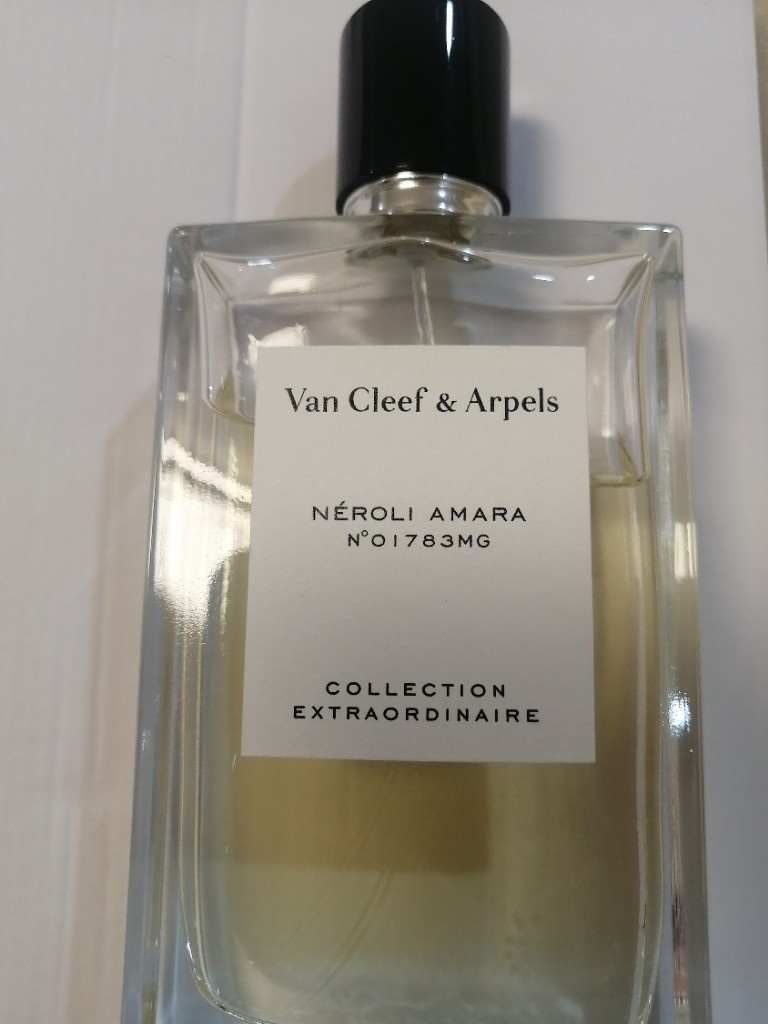 Van Cleef & Arpels
NÉROLI AMARA
N°01783MG
COLLECTION
EXTRAORDINAIRE